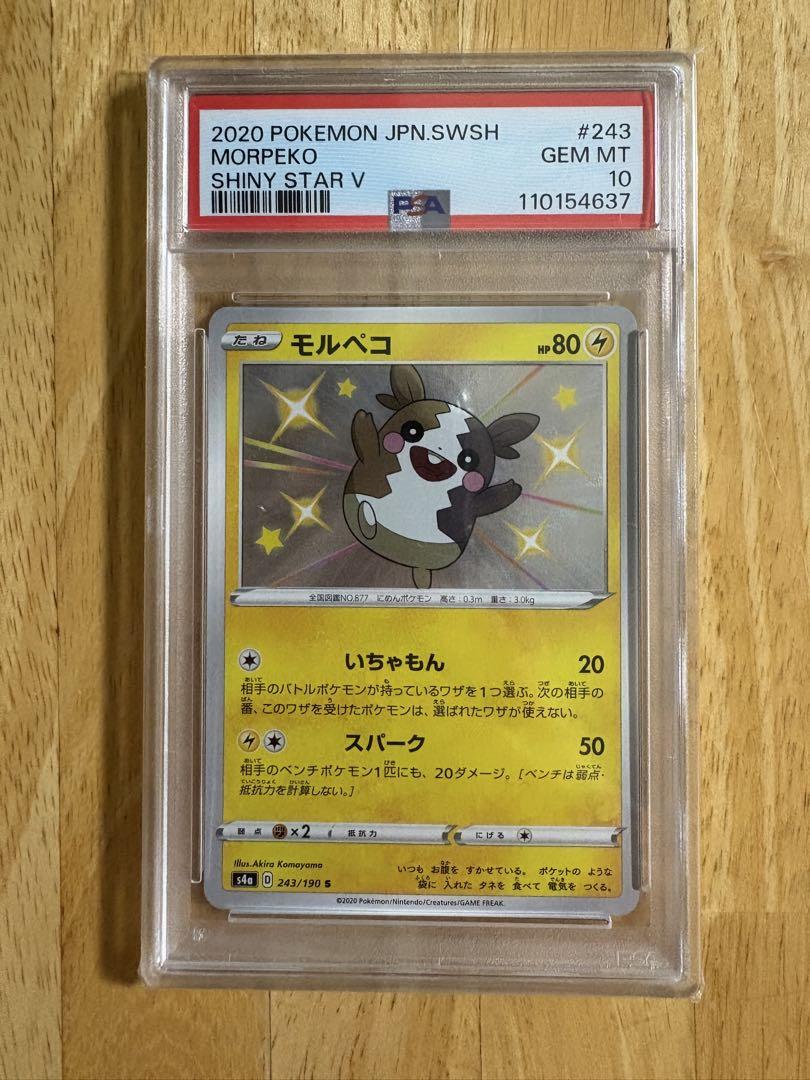 2020 POKEMON JPN.SWSH #243
MORPEKO GEM MT
SHINY STAR V 10
110154637
PSA
たね モルペコ HP80
全国図鑑NO.877 にめんポケモン 高さ:0.3m 重さ:3.0kg
いちゃもん 20
相手のバトルポケモンが持っているワザを1つ選ぶ。次の相手の
番、このワザを受けたポケモンは、選ばれたワザが使えない。
スパーク 50
相手のベンチポケモン1匹にも、20ダメージ。[ベンチは弱点・
抵抗力を計算しない。]
弱点 ×2 抵抗力 にげる
Illus.Akira Komayama
s4a D 243/190 S
いつも お腹を すかせている。 ポケットの ような
袋に 入れた タネを 食べて 電気を つくる。
©2020 Pokémon/Nintendo/Creatures/GAME FREAK.